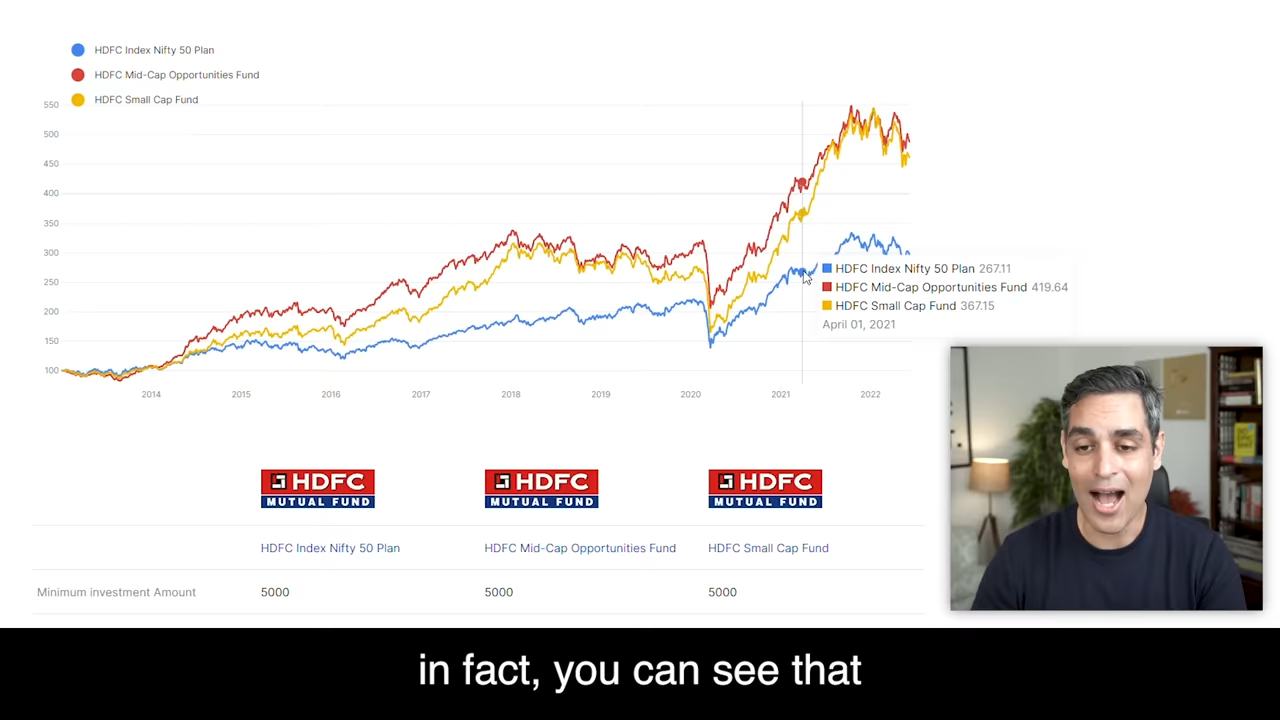 HDFC Index Nifty 50 Plan
HDFC Mid-Cap Opportunities Fund
HDFC Small Cap Fund
550
500
450
400
350
300
250
200
150
100
2014 2015 2016 2017 2018 2019 2020 2021 2022
HDFC Index Nifty 50 Plan 267.11
HDFC Mid-Cap Opportunities Fund 419.64
HDFC Small Cap Fund 367.15
April 01, 2021
HDFC HDFC HDFC
MUTUAL FUND MUTUAL FUND MUTUAL FUND
HDFC Index Nifty 50 Plan HDFC Mid-Cap Opportunities Fund HDFC Small Cap Fund
Minimum investment Amount 5000 5000 5000
in fact, you can see that